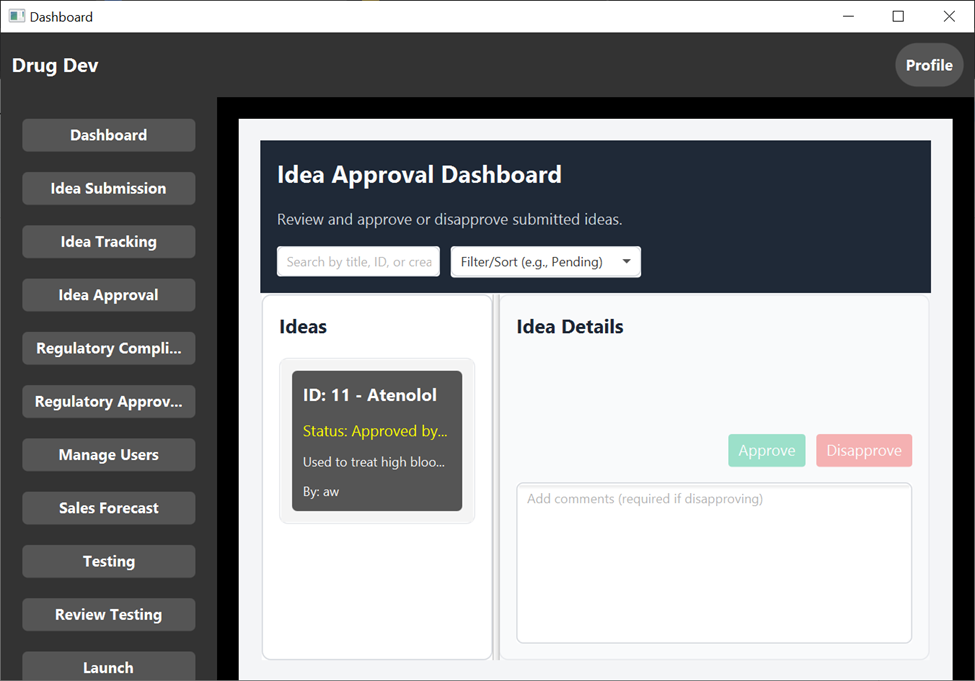 Dashboard
Drug Dev
Profile
Dashboard
Idea Submission
Idea Tracking
Idea Approval
Regulatory Compli...
Regulatory Approv...
Manage Users
Sales Forecast
Testing
Review Testing
Launch
Idea Approval Dashboard
Review and approve or disapprove submitted ideas.
Search by title, ID, or crea
Filter/Sort (e.g., Pending)
Ideas
ID: 11 - Atenolol
Status: Approved by...
Used to treat high bloo...
By: aw
Idea Details
Approve
Disapprove
Add comments (required if disapproving)